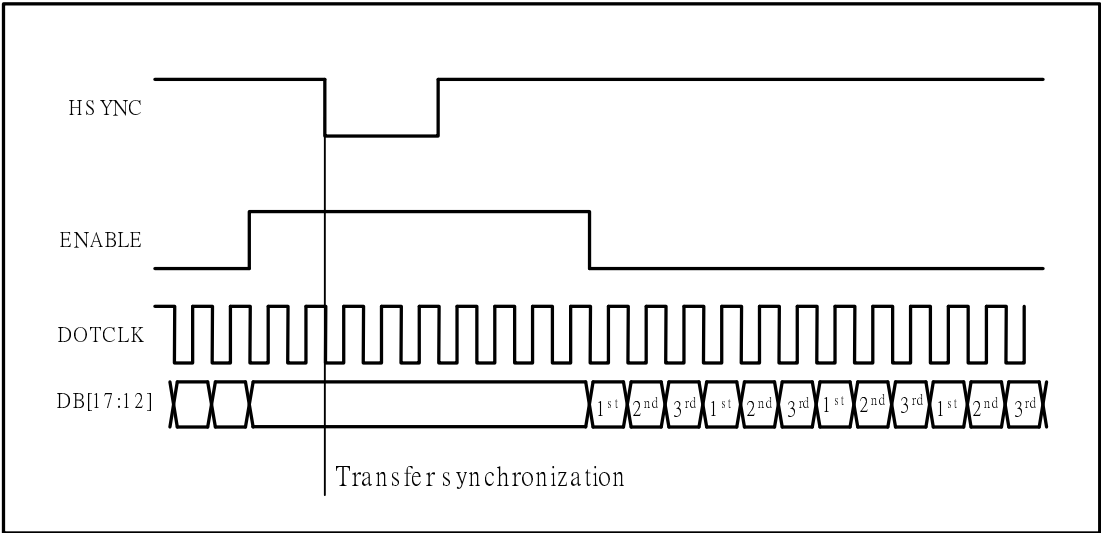 HSYNC
ENABLE
DOTCLK
DB[17:12]
1st 2nd 3rd 1st 2nd 3rd 1st 2nd 3rd 1st 2nd 3rd
Transfer synchronization